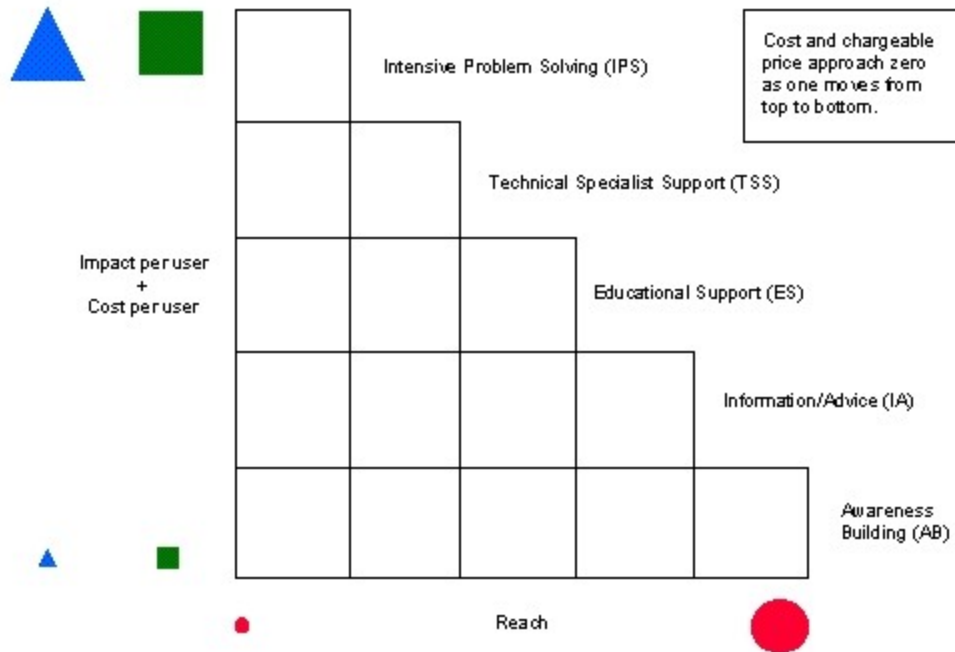 Intensive Problem Solving (IPS)
Cost and chargeable
price approach zero
as one moves from
top to bottom.
Technical Specialist Support (TSS)
Impact per user
+
Cost per user
Educational Support (ES)
Information/Advice (IA)
Awareness
Building (AB)
Reach